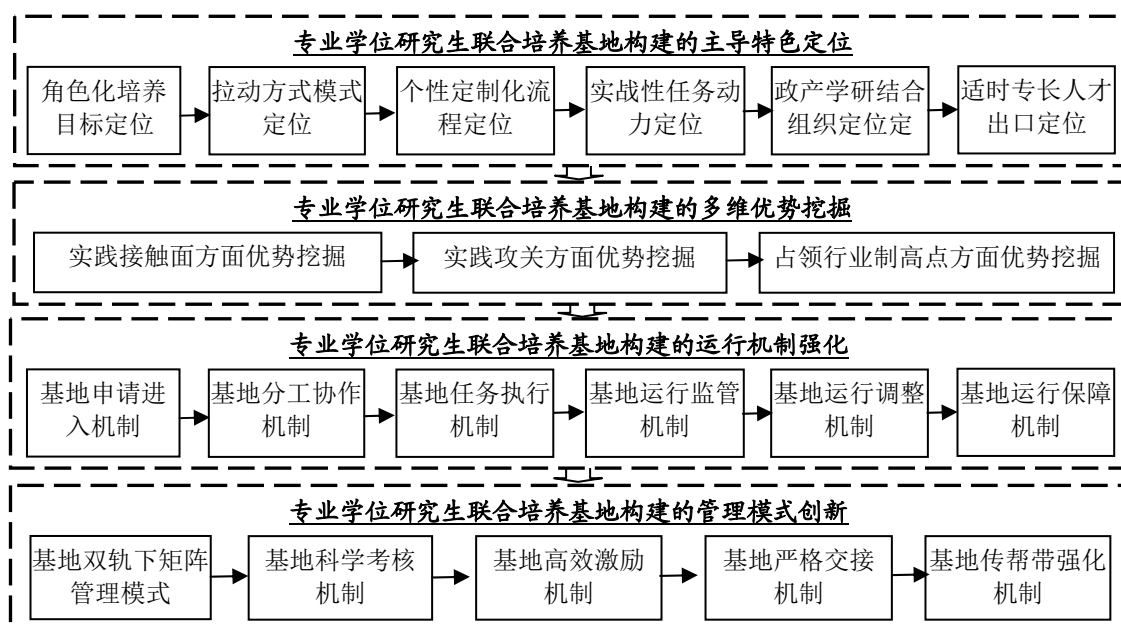 专业学位研究生联合培养基地构建的主导特色定位
角色化培养
目标定位
拉动方式模式
定位
个性定制化流
程定位
实战性任务动
力定位
政产学研结合
组织定位定
适时专长人才
出口定位
专业学位研究生联合培养基地构建的多维优势挖掘
实践接触面方面优势挖掘
实践攻关方面优势挖掘
占领行业制高点方面优势挖掘
专业学位研究生联合培养基地构建的运行机制强化
基地申请进
入机制
基地分工协作
机制
基地任务执行
机制
基地运行监管
机制
基地运行调整
机制
基地运行保障
机制
专业学位研究生联合培养基地构建的管理模式创新
基地双轨下矩阵
管理模式
基地科学考核
机制
基地高效激励
机制
基地严格交接
机制
基地传帮带强化
机制